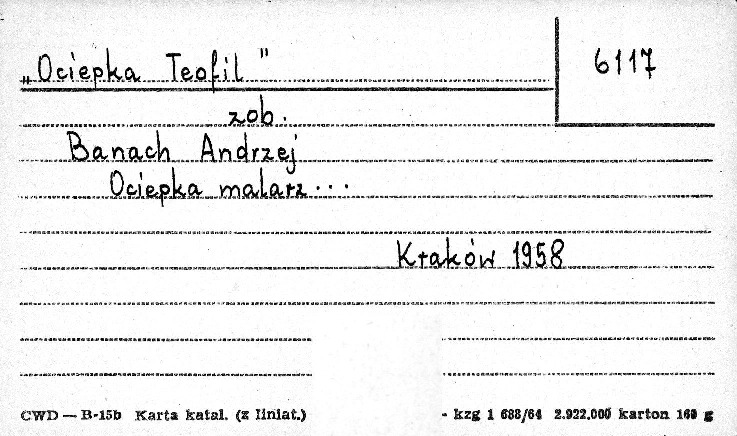 „Ociepka Teofil"
6117
zob.
Banach Andrzej
Ociepka malarz...
Kraków 1958
CWD — B-15b Karta katal. (z liniat.)
- kzg 1 688/64 2.922.000 karton 160 g